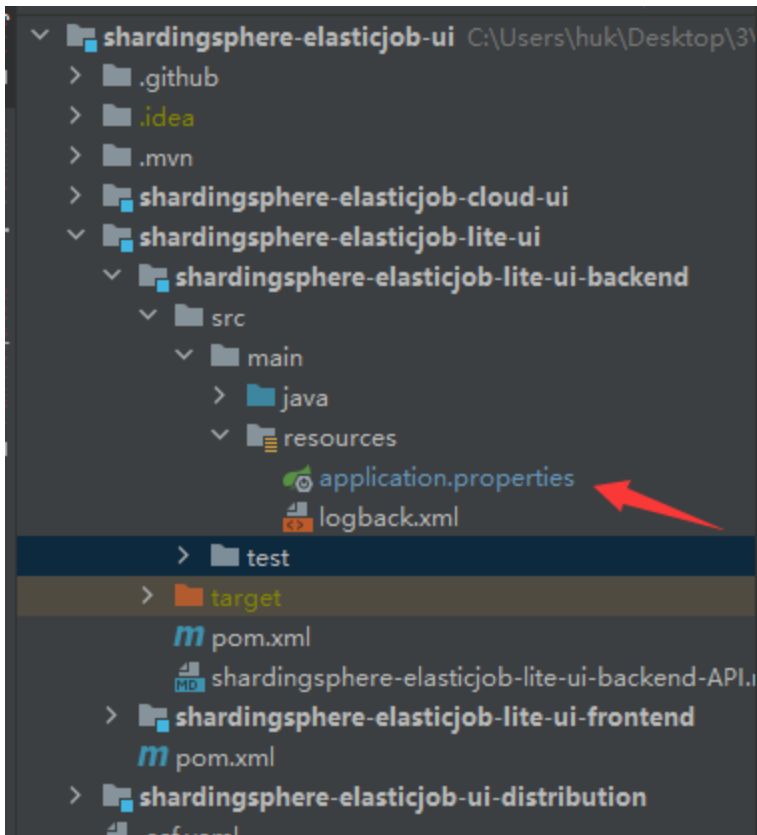 shardingsphere-elasticjob-ui C:\Users\huk\Desktop\3\
.github
.idea
.mvn
shardingsphere-elasticjob-cloud-ui
shardingsphere-elasticjob-lite-ui
shardingsphere-elasticjob-lite-ui-backend
src
main
java
resources
application.properties
logback.xml
test
target
pom.xml
MD shardingsphere-elasticjob-lite-ui-backend-API.
shardingsphere-elasticjob-lite-ui-frontend
pom.xml
shardingsphere-elasticjob-ui-distribution